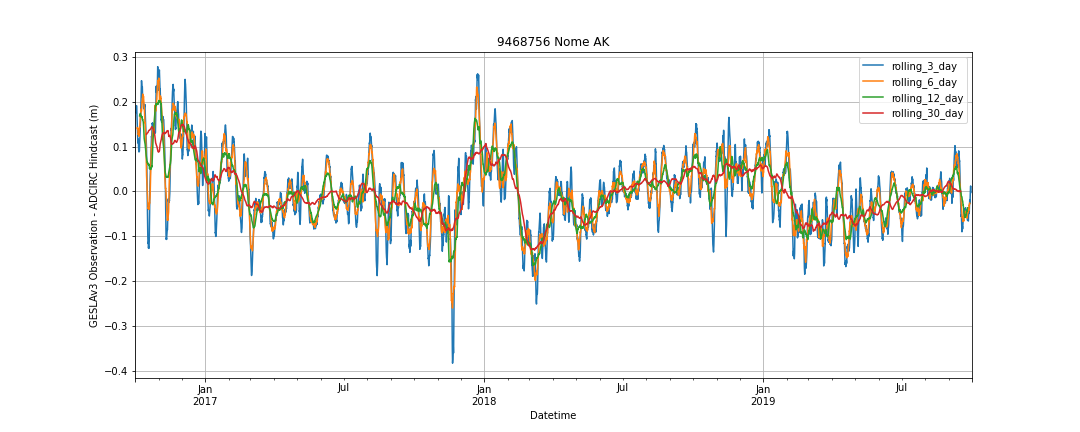 9468756 Nome AK
rolling_3_day
rolling_6_day
rolling_12_day
rolling_30_day
GESLAv3 Observation - ADCIRC Hindcast (m)
0.3
0.2
0.1
0.0
−0.1
−0.2
−0.3
−0.4
Jan
2017
Jul
Jan
2018
Jul
Jan
2019
Jul
Datetime